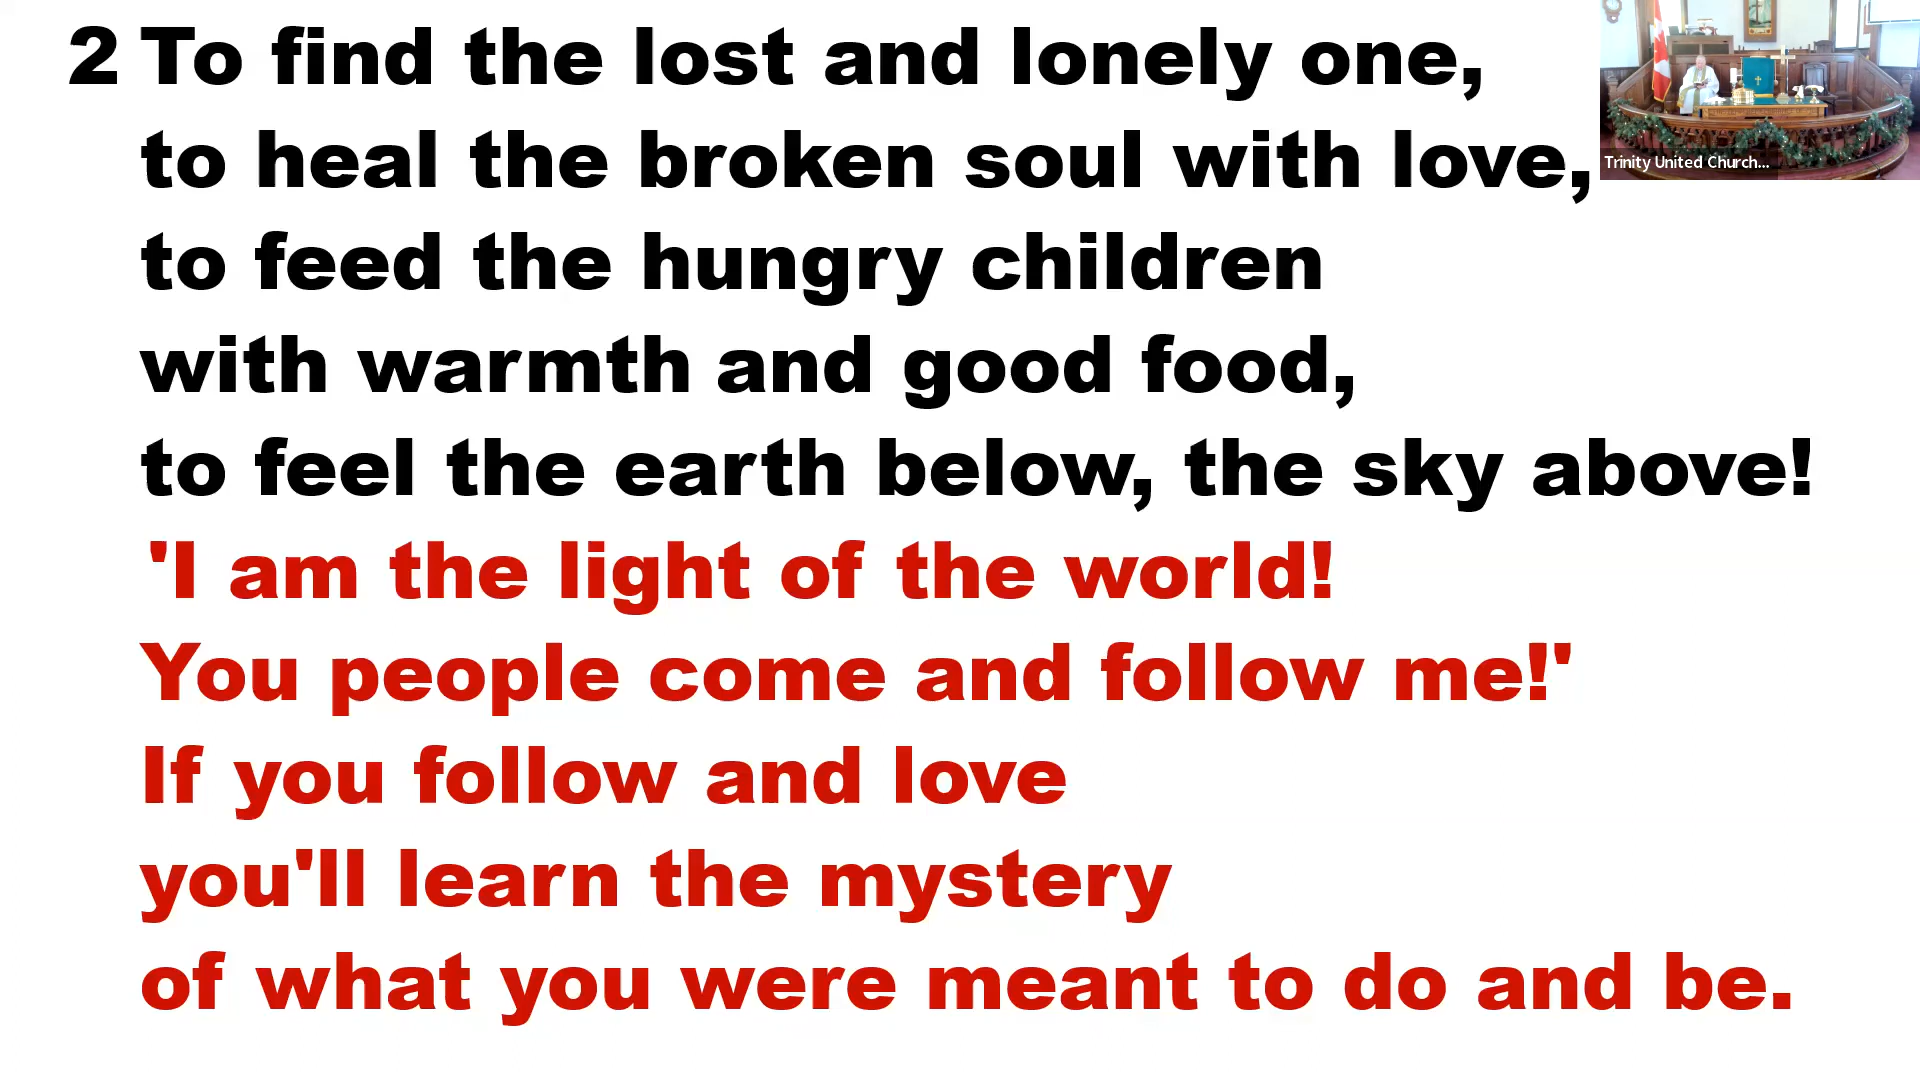 2 To find the lost and lonely one,
to heal the broken soul with love,
to feed the hungry children
with warmth and good food,
to feel the earth below, the sky above!
'I am the light of the world!
You people come and follow me!'
If you follow and love
you'll learn the mystery
of what you were meant to do and be.
Trinity United Church...